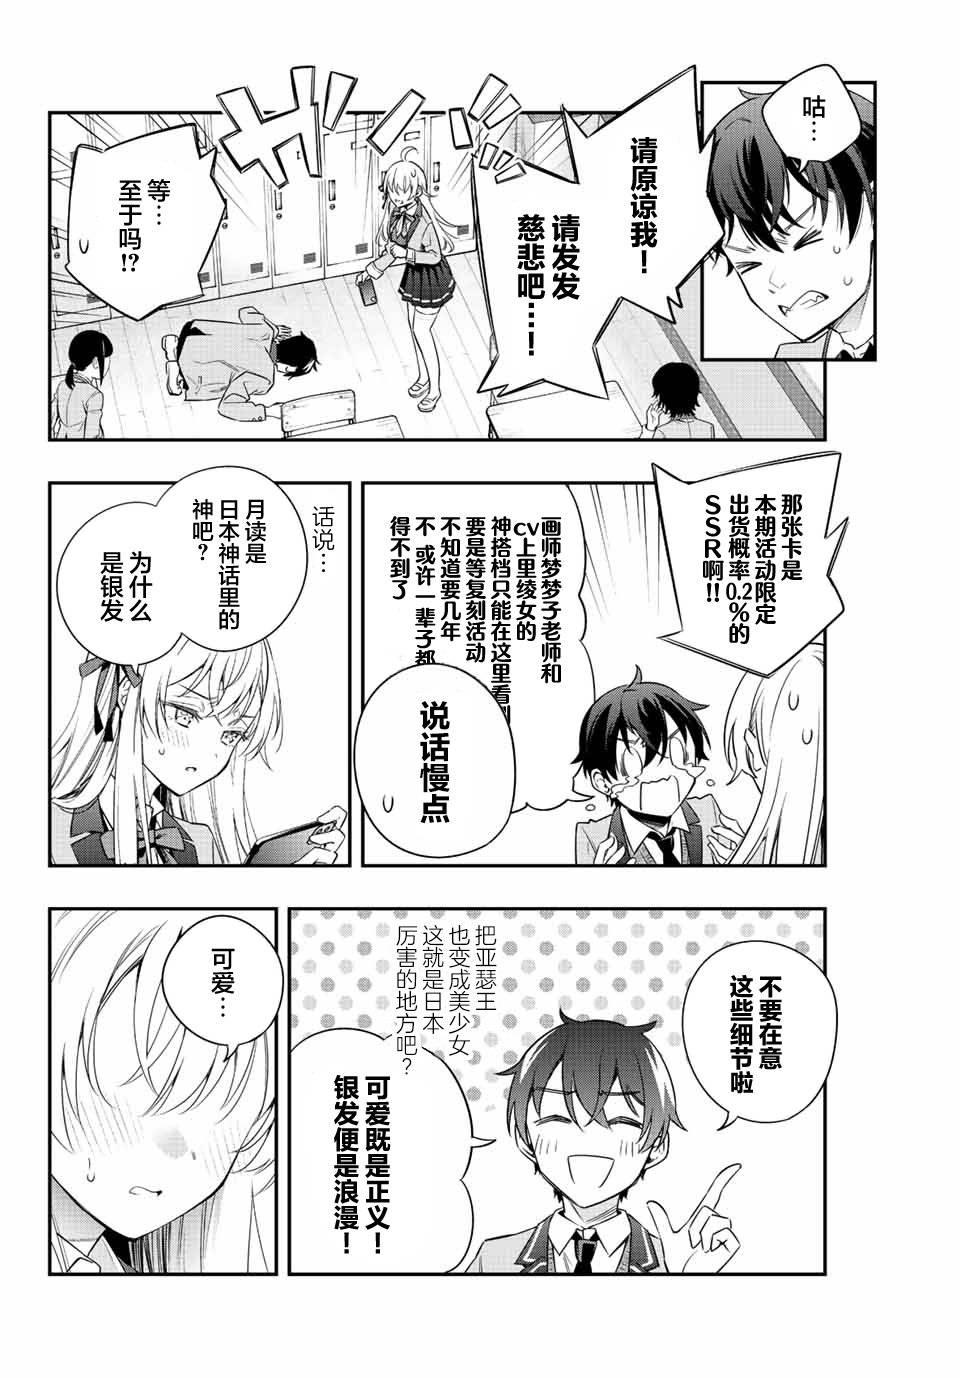 咕…
请原谅我！
请发发
慈悲吧…！
等…
至于吗
!?
那张卡是
本期活动限定
出货概率0.2%的
SSR啊!!
画师梦梦子老师和
CV上里绫女的
神搭档只能在这里看到
要是等复刻活动
不知道要几年
不 或许一辈子都
得不到了
说话慢点
话说…
月读是
日本神话里的
神吧?
为什么
是银发
不要在意
这些细节啦
把亚瑟王
也变成美少女
这就是日本
厉害的地方吧?
可爱既是正义！
银发便是浪漫！
可爱…